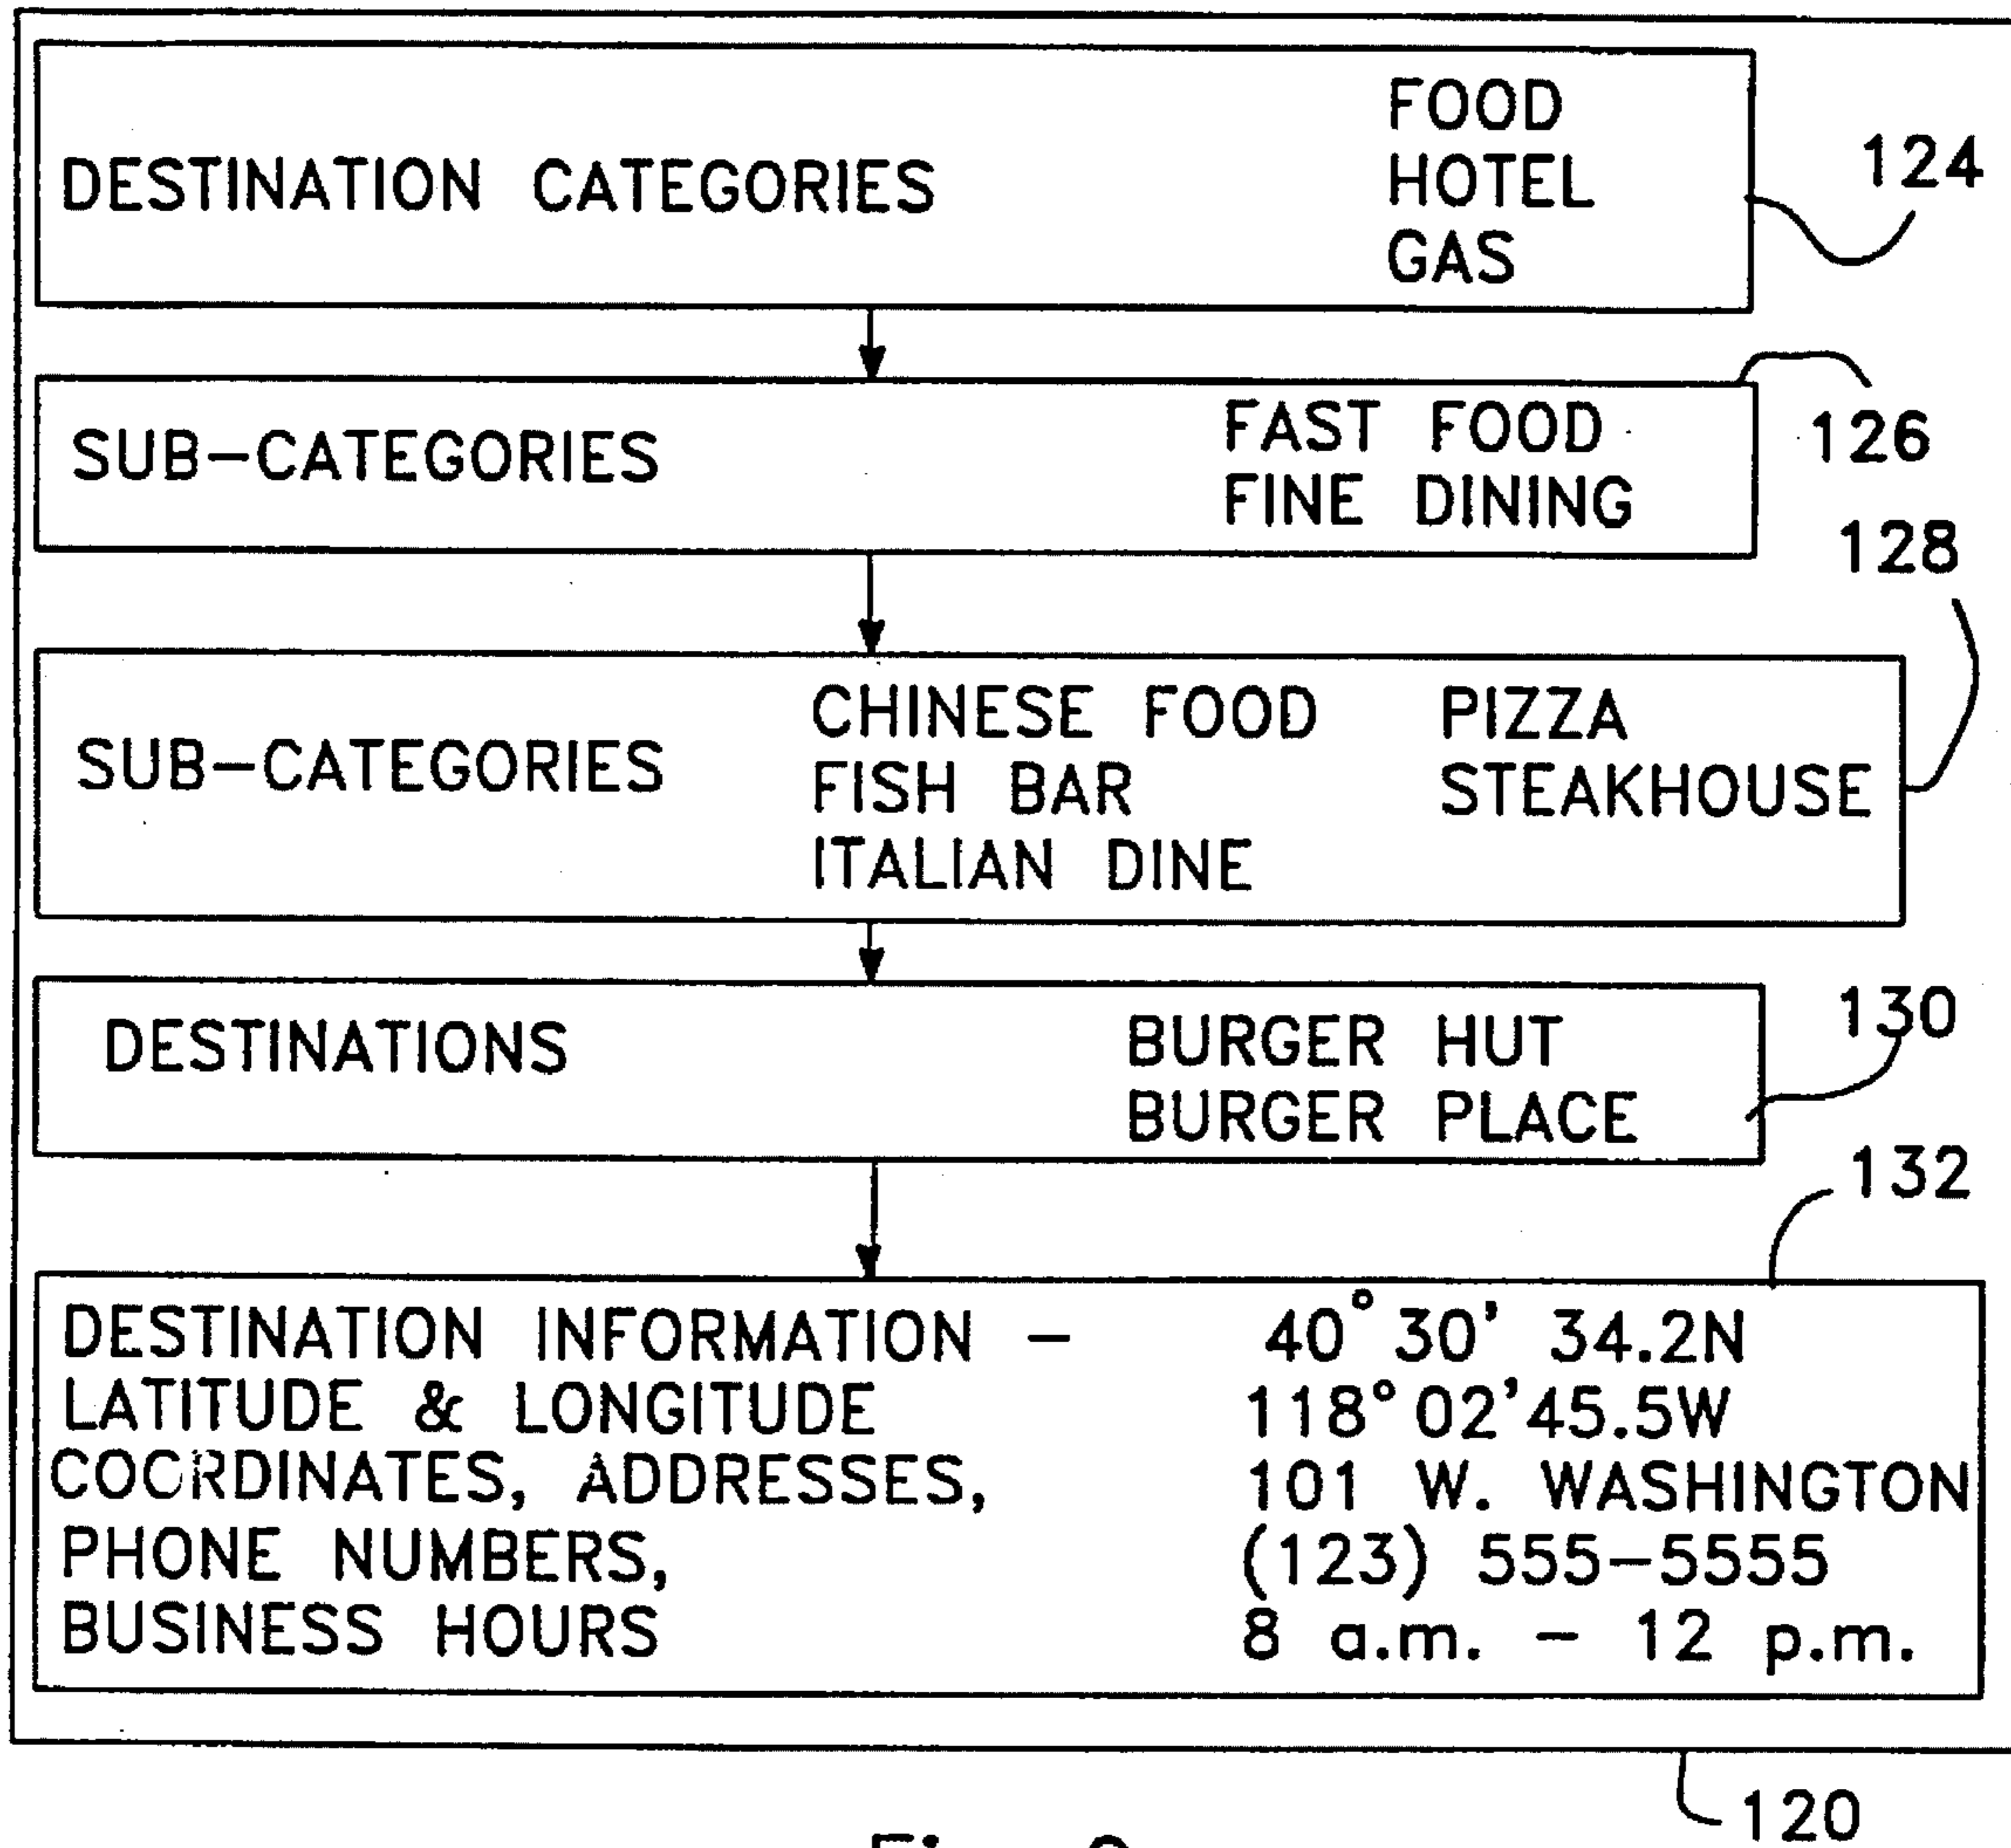 DESTINATION CATEGORIES
FOOD
HOTEL
GAS
124
SUB-CATEGORIES
FAST FOOD
FINE DINING
126
128
SUB-CATEGORIES
CHINESE FOOD PIZZA
FISH BAR STEAKHOUSE
ITALIAN DINE
DESTINATIONS
BURGER HUT
BURGER PLACE
130
132
DESTINATION INFORMATION - 40° 30' 34.2N
LATITUDE & LONGITUDE 118° 02'45.5W
COORDINATES, ADDRESSES, 101 W. WASHINGTON
PHONE NUMBERS, (123) 555-5555
BUSINESS HOURS 8 a.m. - 12 p.m.
120